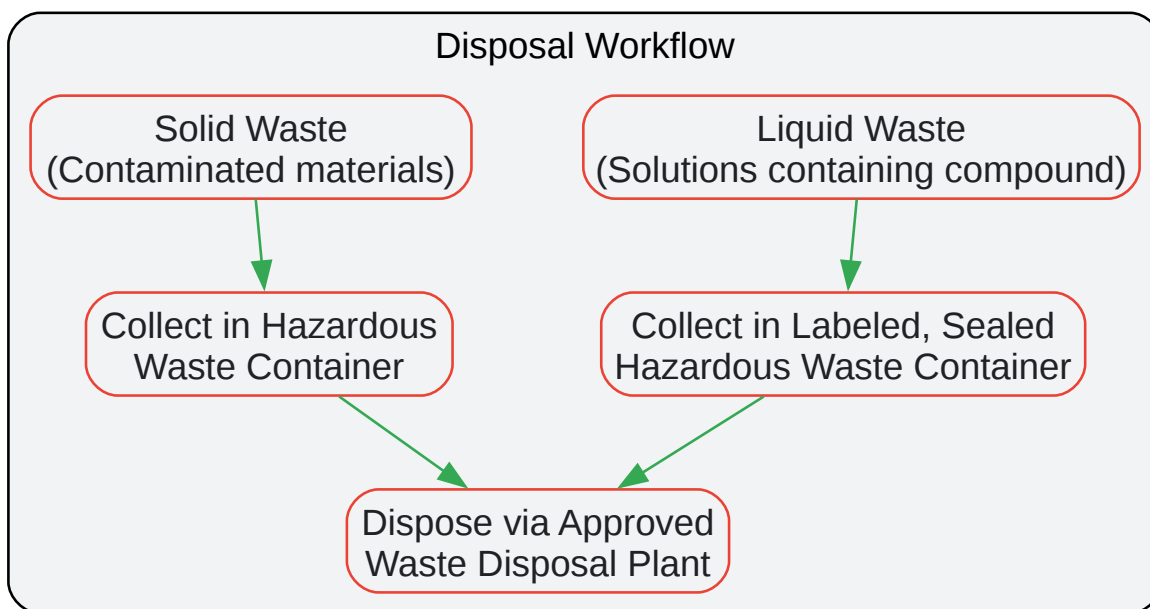 Disposal Workflow
Solid Waste
(Contaminated materials)
Liquid Waste
(Solutions containing compound)
Collect in Hazardous
Waste Container
Collect in Labeled, Sealed
Hazardous Waste Container
Dispose via Approved
Waste Disposal Plant